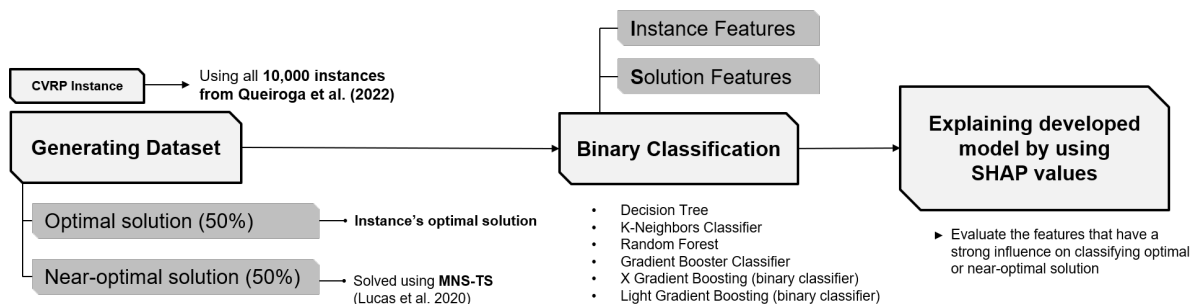 CVRP Instance
Using all 10,000 instances
from Queiroga et al. (2022)
Generating Dataset
Optimal solution (50%)
Instance's optimal solution
Near-optimal solution (50%)
Solved using MNS-TS
(Lucas et al. 2020)
Instance Features
Solution Features
Binary Classification
• Decision Tree
• K-Neighbors Classifier
• Random Forest
• Gradient Booster Classifier
• X Gradient Boosting (binary classifier)
• Light Gradient Boosting (binary classifier)
Explaining developed
model by using
SHAP values
► Evaluate the features that have a
strong influence on classifying optimal
or near-optimal solution